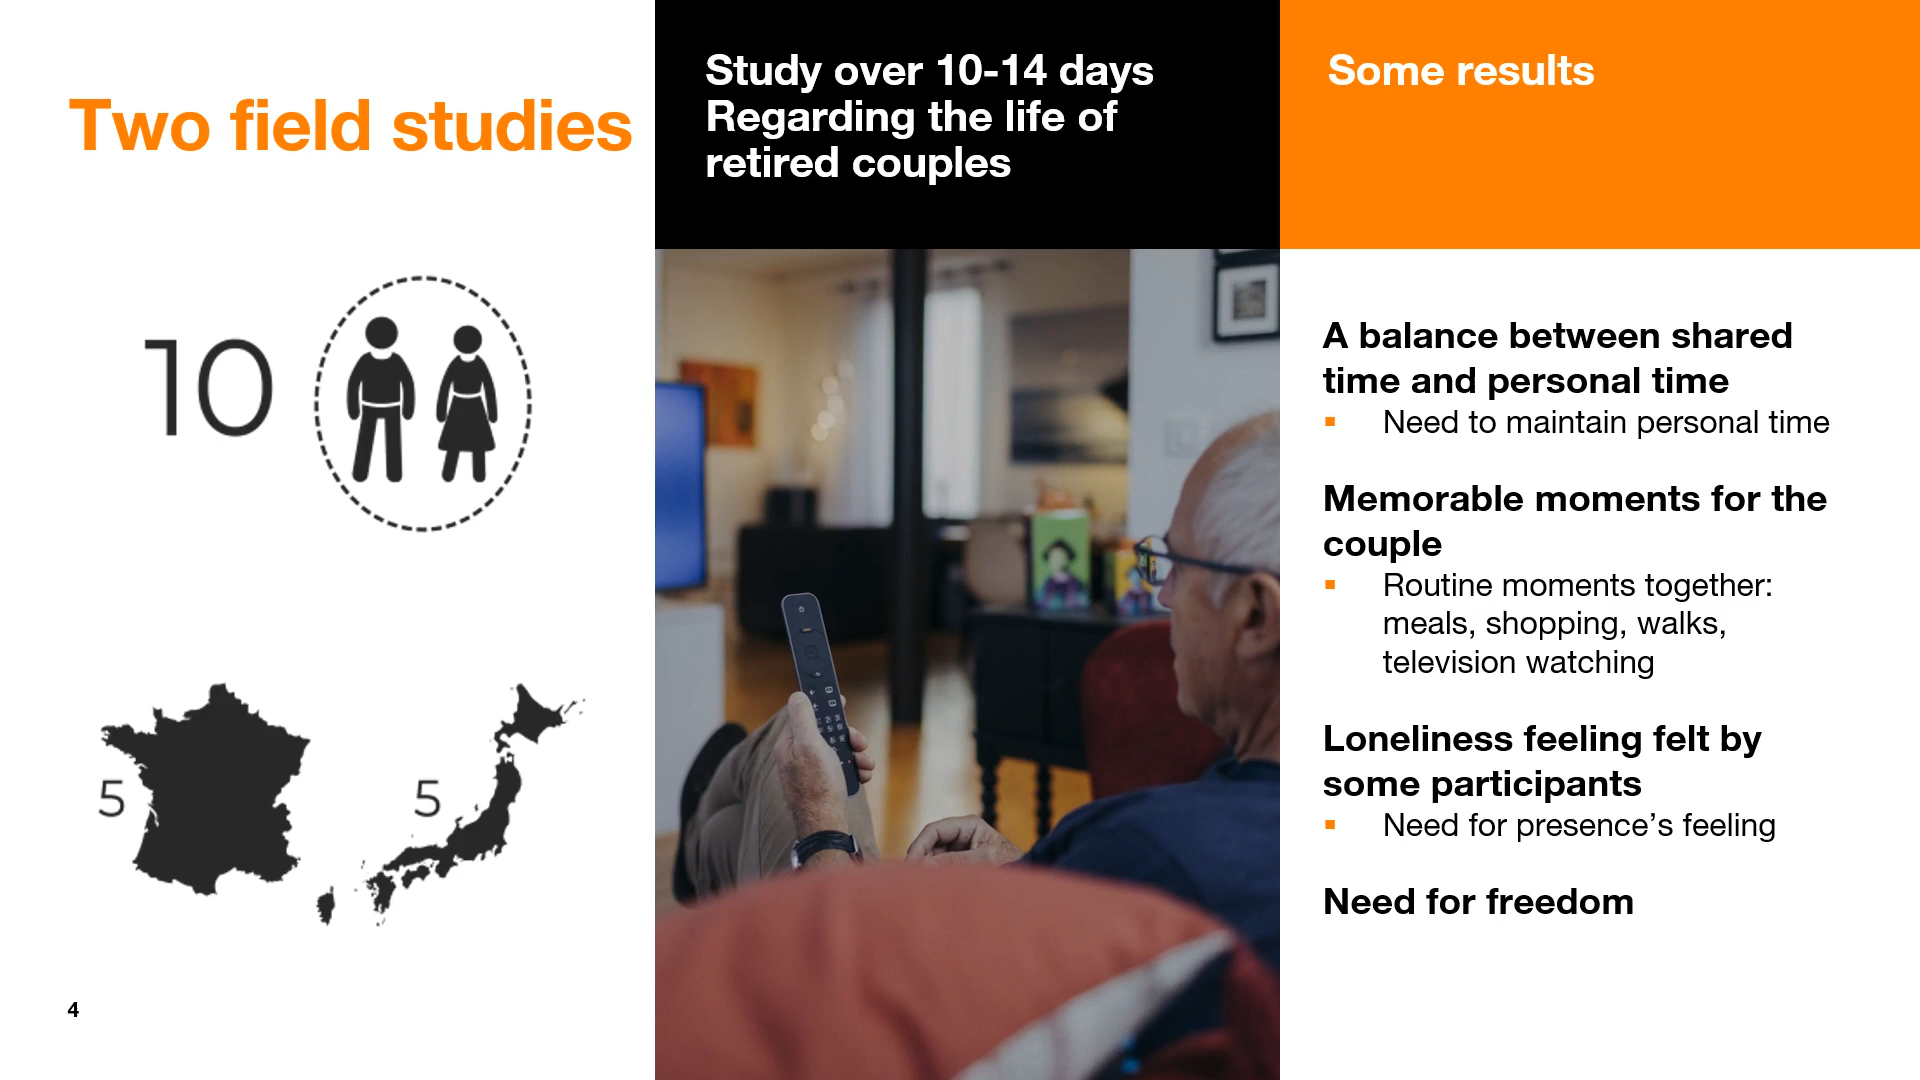 Two field studies
10
5
5
4
Study over 10-14 days
Regarding the life of
retired couples
Some results
A balance between shared
time and personal time
▪ Need to maintain personal time
Memorable moments for the
couple
▪ Routine moments together:
meals, shopping, walks,
television watching
Loneliness feeling felt by
some participants
▪ Need for presence’s feeling
Need for freedom